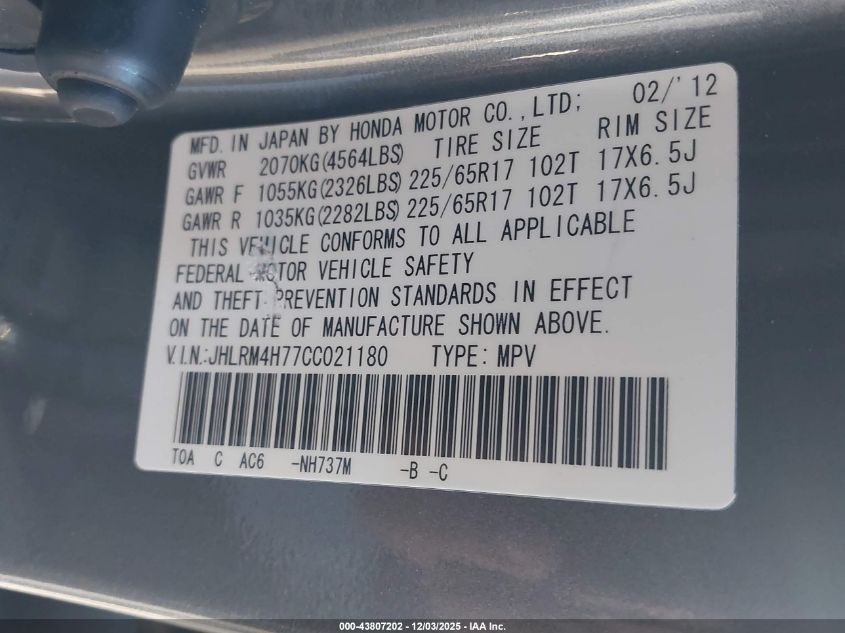 MFD. IN JAPAN BY HONDA MOTOR CO., LTD; 02/'12
GVWR 2070KG(4564LBS) TIRE SIZE RIM SIZE
GAWR F 1055KG(2326LBS) 225/65R17 102T 17X6.5J
GAWR R 1035KG(2282LBS) 225/65R17 102T 17X6.5J
THIS VEHICLE CONFORMS TO ALL APPLICABLE
FEDERAL MOTOR VEHICLE SAFETY
AND THEFT PREVENTION STANDARDS IN EFFECT
ON THE DATE OF MANUFACTURE SHOWN ABOVE.
V.I.N.:JHLRM4H77CC021180 TYPE: MPV
TOA C AC6 -NH737M -B -C
000-43807202 - 12/03/2025 - IAA Inc.